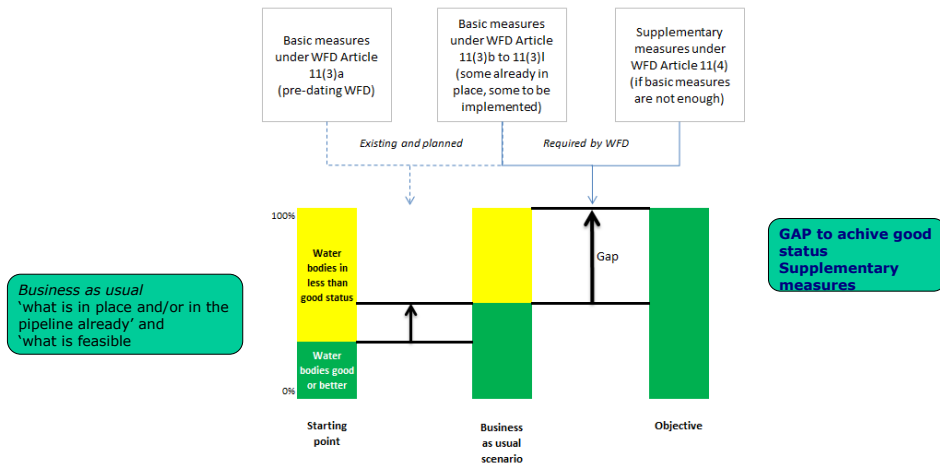 Basic measures
under WFD Article
11(3)a
(pre-dating WFD)
Basic measures
under WFD Article
11(3)b to 11(3)l
(some already in
place, some to be
implemented)
Supplementary
measures under
WFD Article 11(4)
(if basic measures
are not enough)
Existing and planned
Required by WFD
100%
0%
Water
bodies in
less than
good status
Water
bodies good
or better
Gap
Starting
point
Business
as usual
scenario
Objective
Business as usual
‘what is in place and/or in the
pipeline already’ and
‘what is feasible
GAP to achive good
status
Supplementary
measures